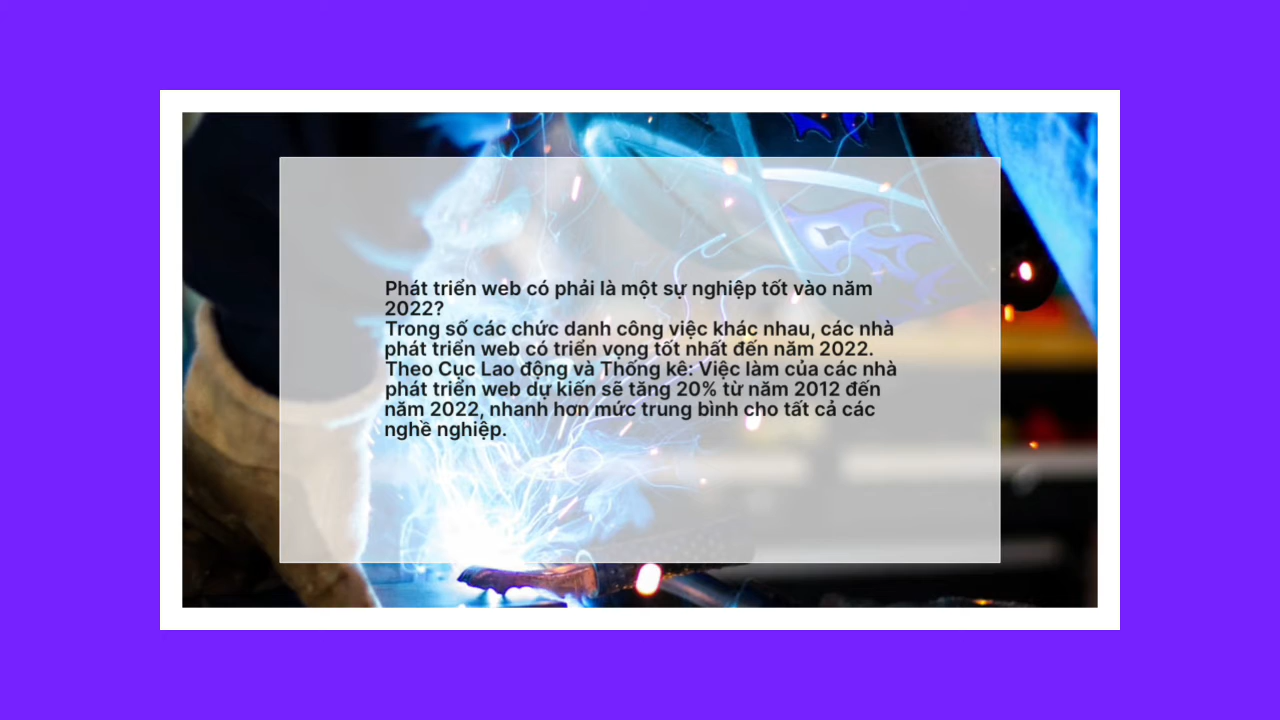 Phát triển web có phải là một sự nghiệp tốt vào năm
2022?
Trong số các chức danh công việc khác nhau, các nhà
phát triển web có triển vọng tốt nhất đến năm 2022.
Theo Cục Lao động và Thống kê: Việc làm của các nhà
phát triển web dự kiến sẽ tăng 20% từ năm 2012 đến
năm 2022, nhanh hơn mức trung bình cho tất cả các
nghề nghiệp.